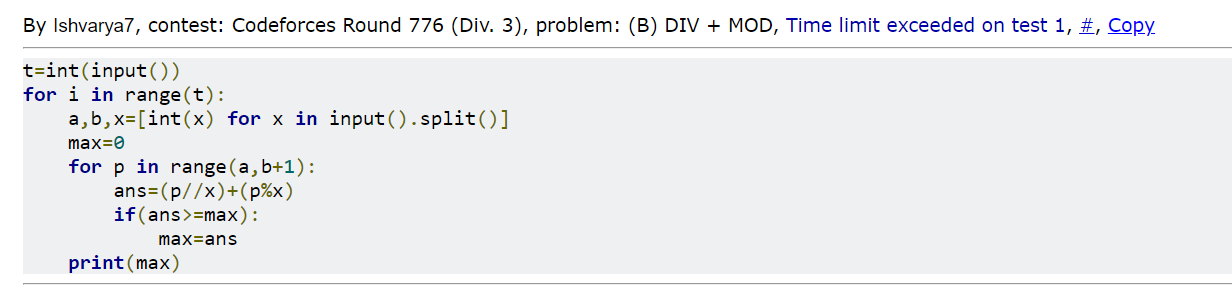 By Ishvarya7, contest: Codeforces Round 776 (Div. 3), problem: (B) DIV + MOD, Time limit exceeded on test 1, #, Copy
t=int(input())
for i in range(t):
    a,b,x=[int(x) for x in input().split()]
    max=0
    for p in range(a,b+1):
        ans=(p//x)+(p%x)
        if(ans>=max):
            max=ans
    print(max)